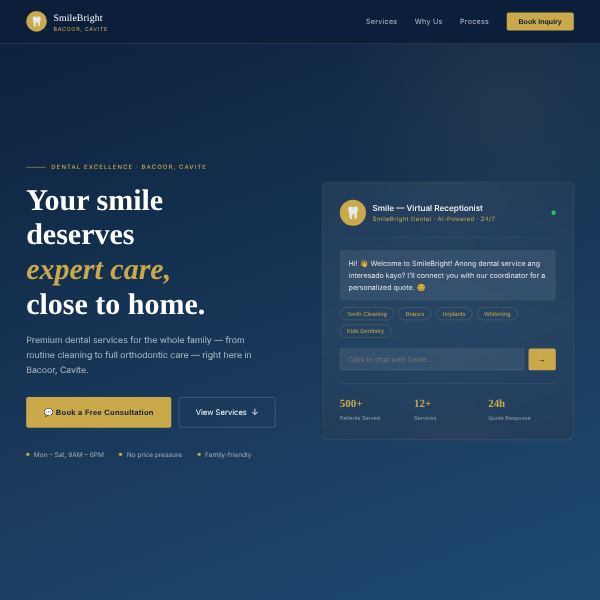 SmileBright
BACOOR, CAVITE
Services
Why Us
Process
Book Inquiry
DENTAL EXCELLENCE · BACOOR, CAVITE
Your smile
deserves
expert care,
close to home.
Premium dental services for the whole family — from
routine cleaning to full orthodontic care — right here in
Bacoor, Cavite.
💬 Book a Free Consultation
View Services ↓
Mon – Sat, 9AM – 6PM
No price pressure
Family-friendly
Smile — Virtual Receptionist
SmileBright Dental · AI-Powered · 24/7
Hi! 👋 Welcome to SmileBright! Anong dental service ang
interesado kayo? I'll connect you with our coordinator for a
personalized quote. 😊
Teeth Cleaning
Braces
Implants
Whitening
Kids Dentistry
Click to chat with Smile...
→
500+
Patients Served
12+
Services
24h
Quote Response